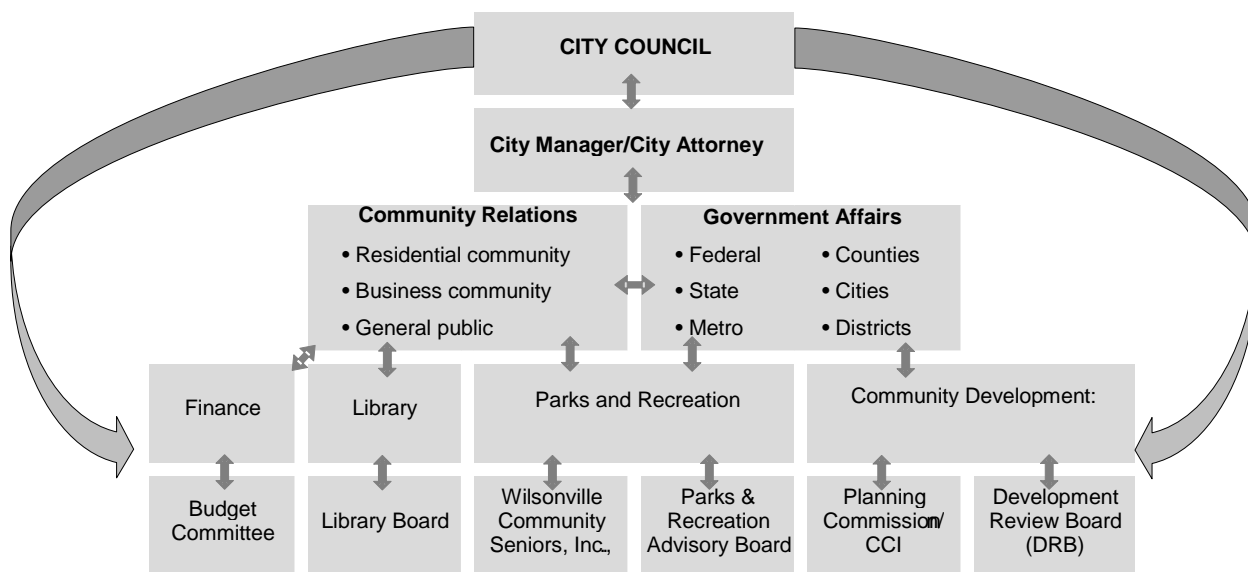 CITY COUNCIL
City Manager/City Attorney
Community Relations
• Residential community
• Business community
• General public
Government Affairs
• Federal
• State
• Metro
• Counties
• Cities
• Districts
Finance
Library
Parks and Recreation
Community Development:
Budget
Committee
Library Board
Wilsonville
Community
Seniors, Inc.,
Parks &
Recreation
Advisory Board
Planning
Commission/
CCI
Development
Review Board
(DRB)